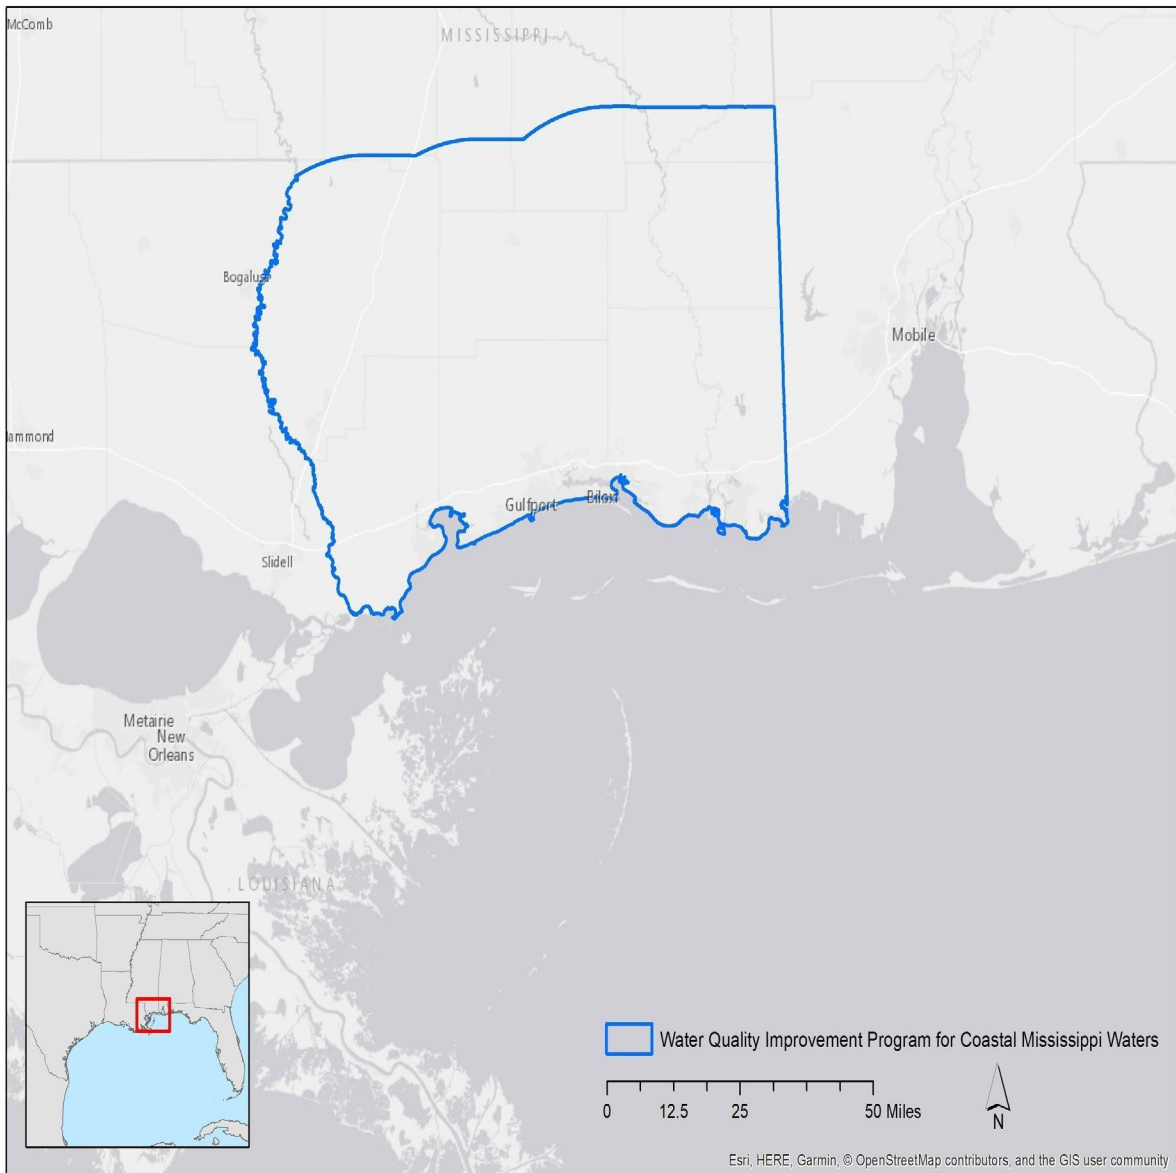 McComb
MISSISSIPPI
Bogalusa
Mobile
Hammond
Gulfport
Biloxi
Slidell
Metairie
New
Orleans
LOUISIANA
Water Quality Improvement Program for Coastal Mississippi Waters
0 12.5 25 50 Miles
N
Esri, HERE, Garmin, © OpenStreetMap contributors, and the GIS user community